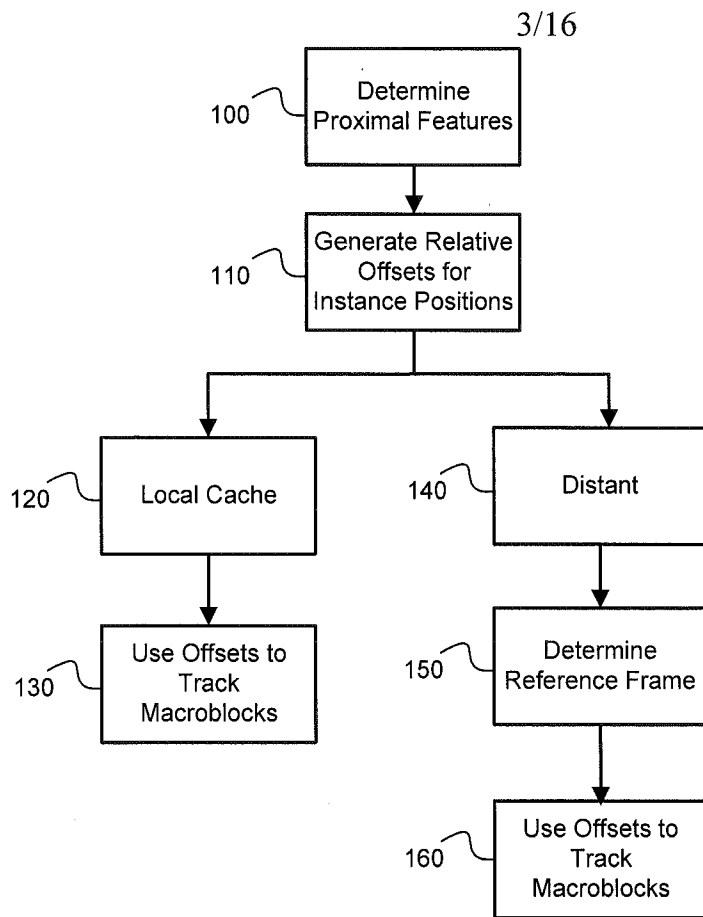 3/16
100
Determine
Proximal Features
110
Generate Relative
Offsets for
Instance Positions
120
Local Cache
140
Distant
130
Use Offsets to
Track
Macroblocks
150
Determine
Reference Frame
160
Use Offsets to
Track
Macroblocks